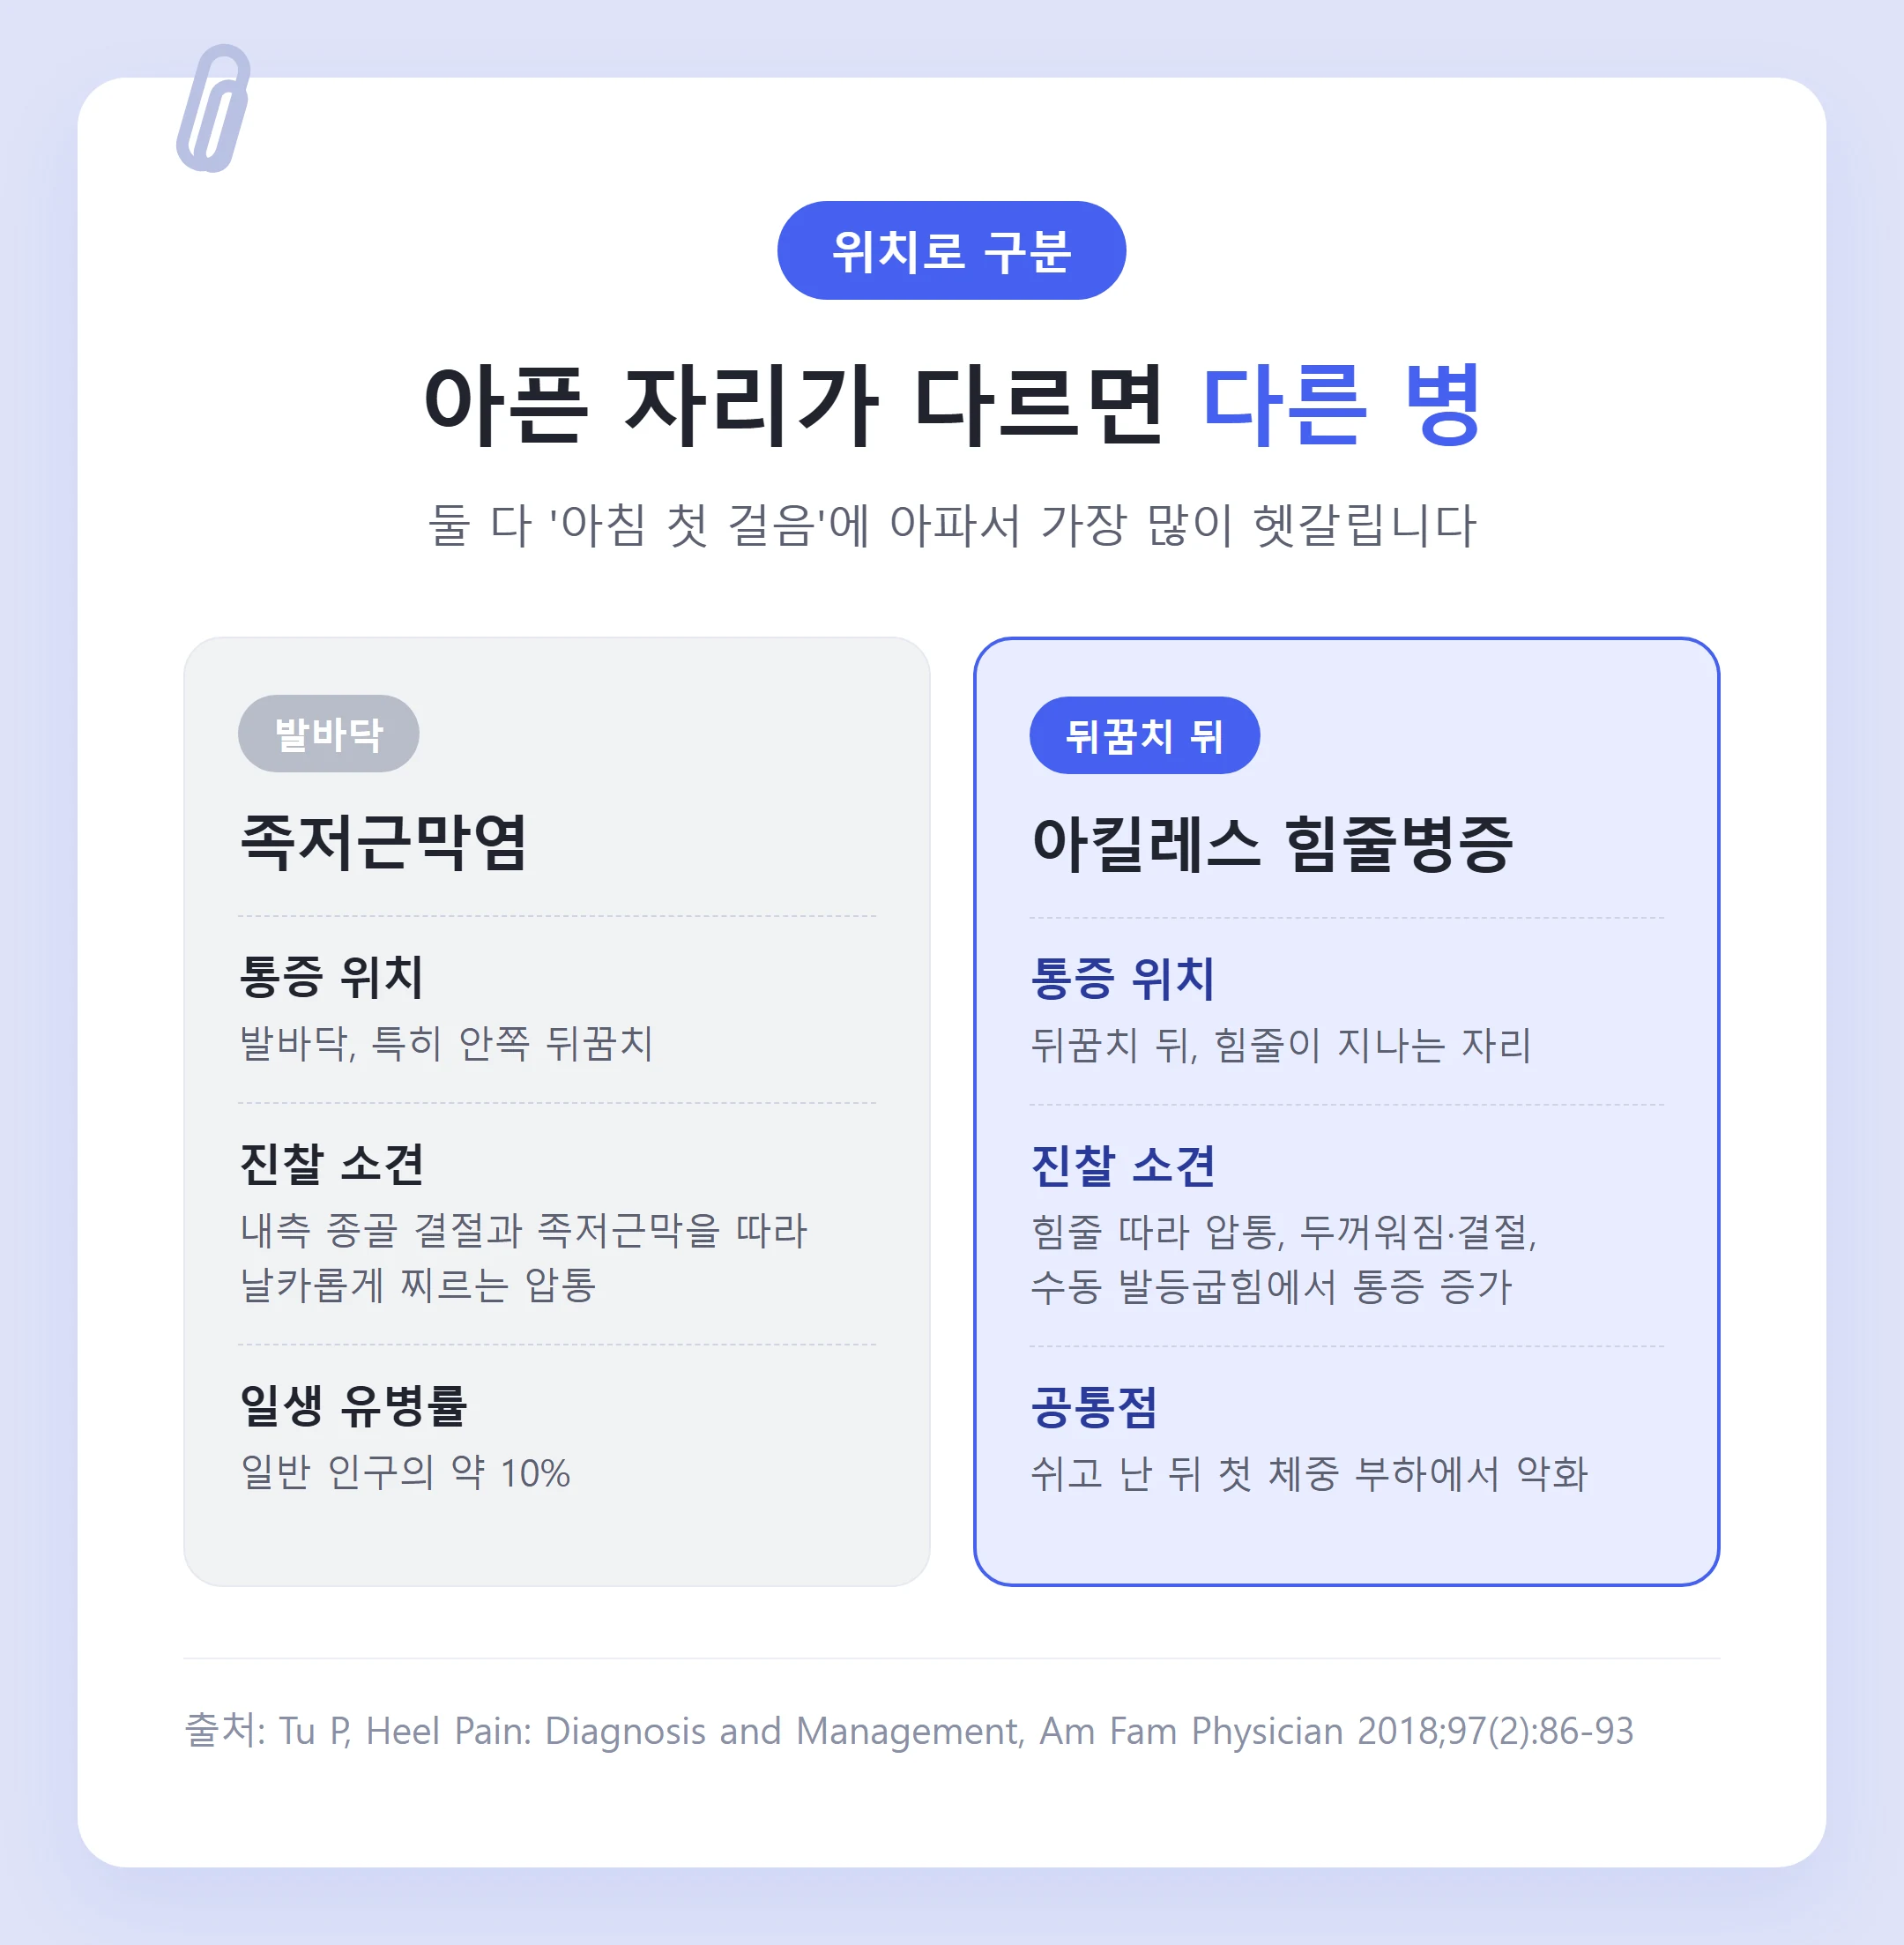 위치로 구분
아픈 자리가 다르면 다른 병
둘 다 '아침 첫 걸음'에 아파서 가장 많이 헷갈립니다
발바닥
족저근막염
통증 위치
발바닥, 특히 안쪽 뒤꿈치
진찰 소견
내측 종골 결절과 족저근막을 따라
날카롭게 찌르는 압통
일생 유병률
일반 인구의 약 10%
뒤꿈치 뒤
아킬레스 힘줄병증
통증 위치
뒤꿈치 뒤, 힘줄이 지나는 자리
진찰 소견
힘줄 따라 압통, 두꺼워짐·결절,
수동 발등굽힘에서 통증 증가
공통점
쉬고 난 뒤 첫 체중 부하에서 악화
출처: Tu P, Heel Pain: Diagnosis and Management, Am Fam Physician 2018;97(2):86-93